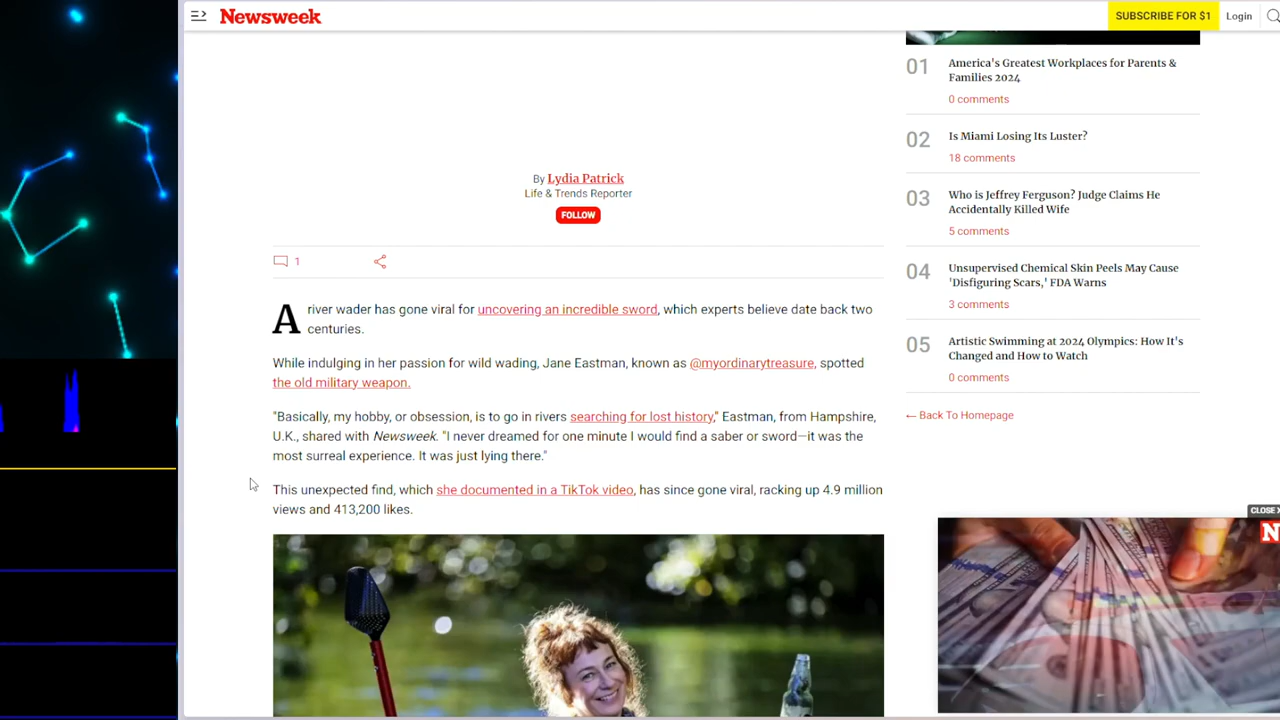 Newsweek
SUBSCRIBE FOR $1
Login
By Lydia Patrick
Life & Trends Reporter
FOLLOW
1
A river wader has gone viral for uncovering an incredible sword, which experts believe date back two
centuries.
While indulging in her passion for wild wading, Jane Eastman, known as @myordinarytreasure, spotted
the old military weapon.
"Basically, my hobby, or obsession, is to go in rivers searching for lost history," Eastman, from Hampshire,
U.K., shared with Newsweek. "I never dreamed for one minute I would find a saber or sword—it was the
most surreal experience. It was just lying there."
This unexpected find, which she documented in a TikTok video, has since gone viral, racking up 4.9 million
views and 413,200 likes.
01
America's Greatest Workplaces for Parents &
Families 2024
0 comments
02
Is Miami Losing Its Luster?
18 comments
03
Who is Jeffrey Ferguson? Judge Claims He
Accidentally Killed Wife
5 comments
04
Unsupervised Chemical Skin Peels May Cause
'Disfiguring Scars,' FDA Warns
3 comments
05
Artistic Swimming at 2024 Olympics: How It's
Changed and How to Watch
0 comments
← Back To Homepage
CLOSE X
N